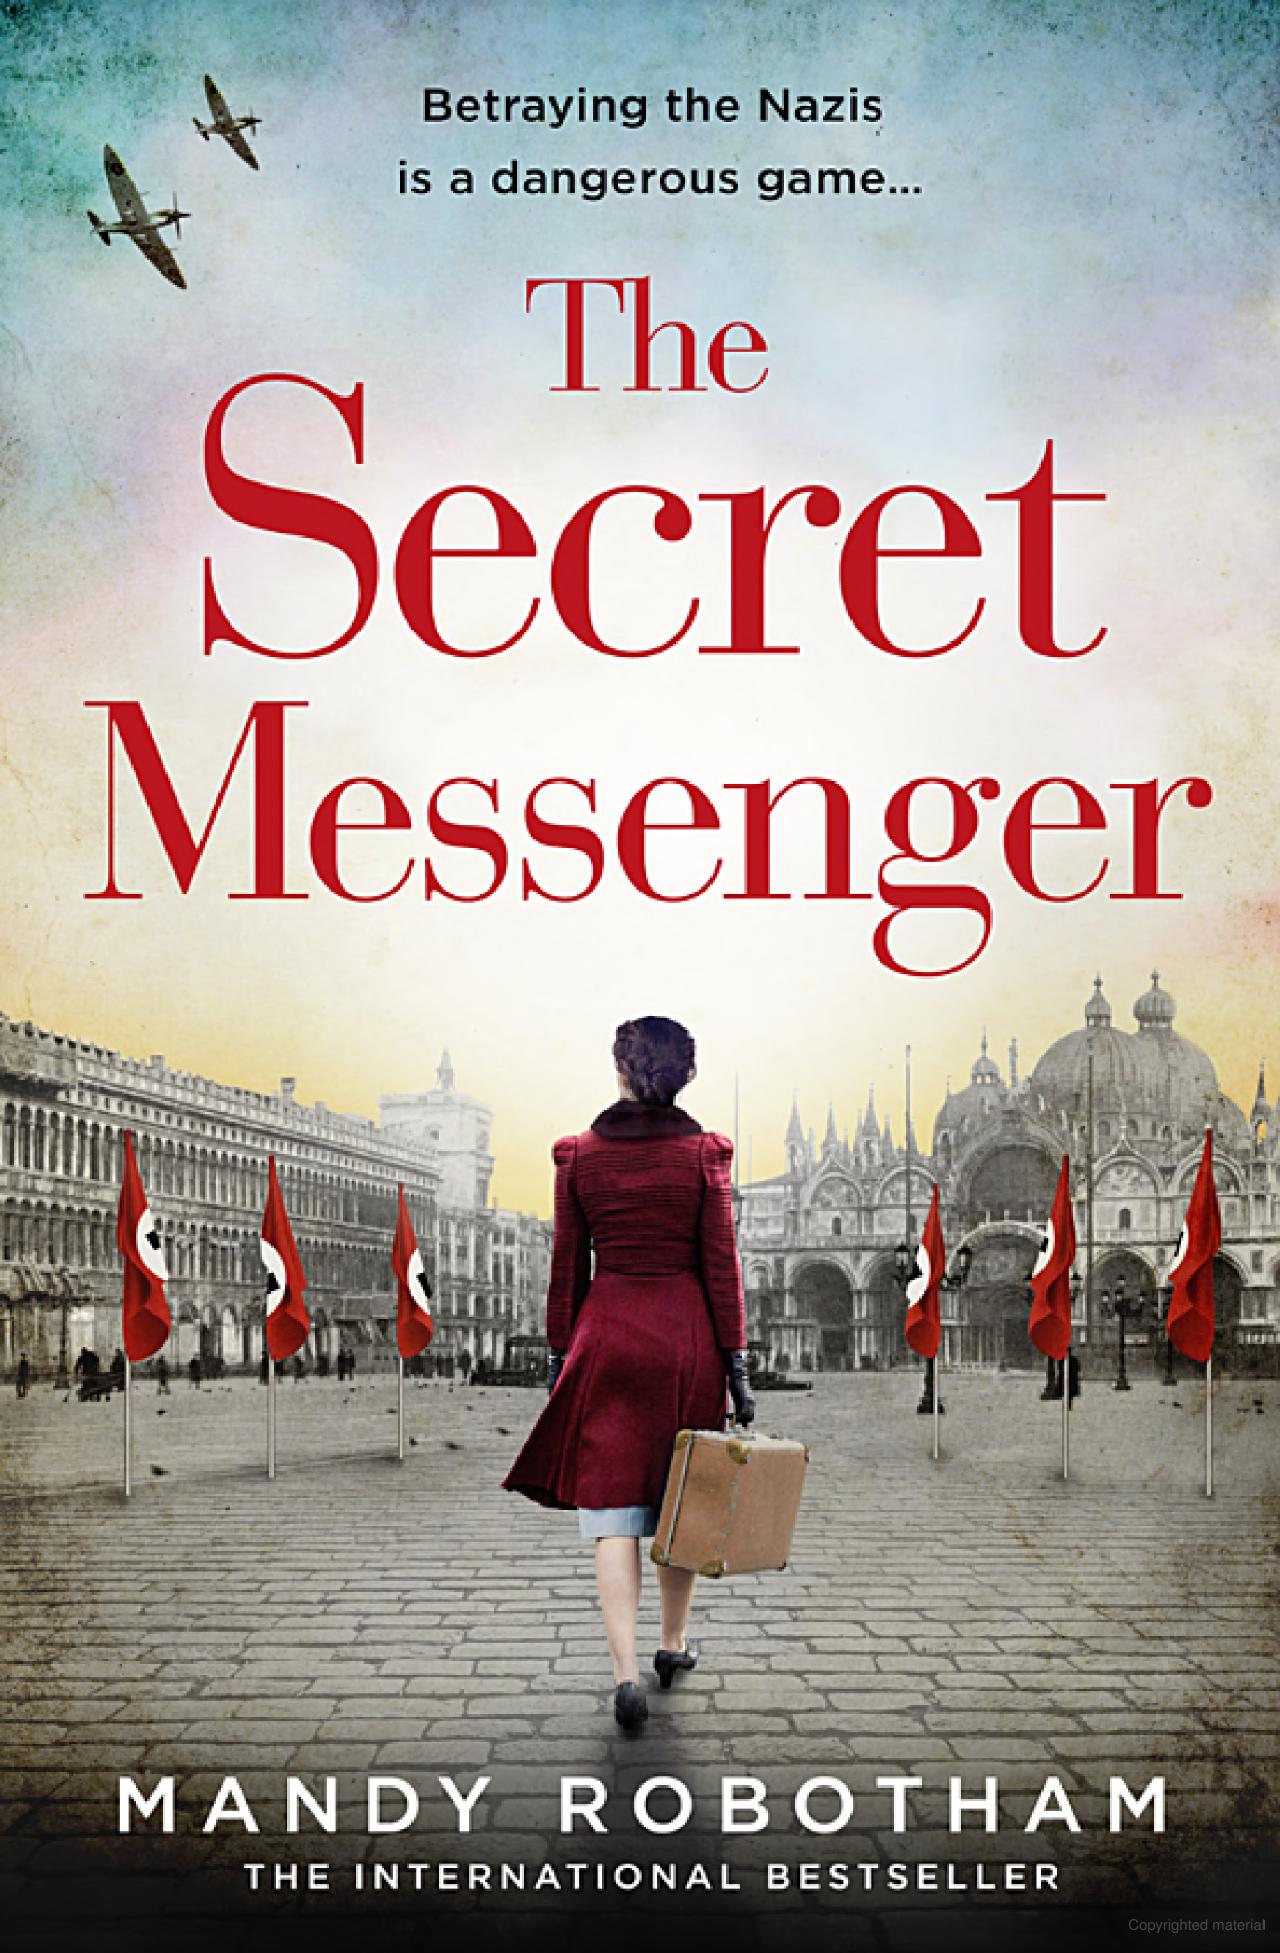 Betraying the Nazis
is a dangerous game...
The
Secret
Messenger
MANDY ROBOTHAM
THE INTERNATIONAL BESTSELLER
Copyrighted material